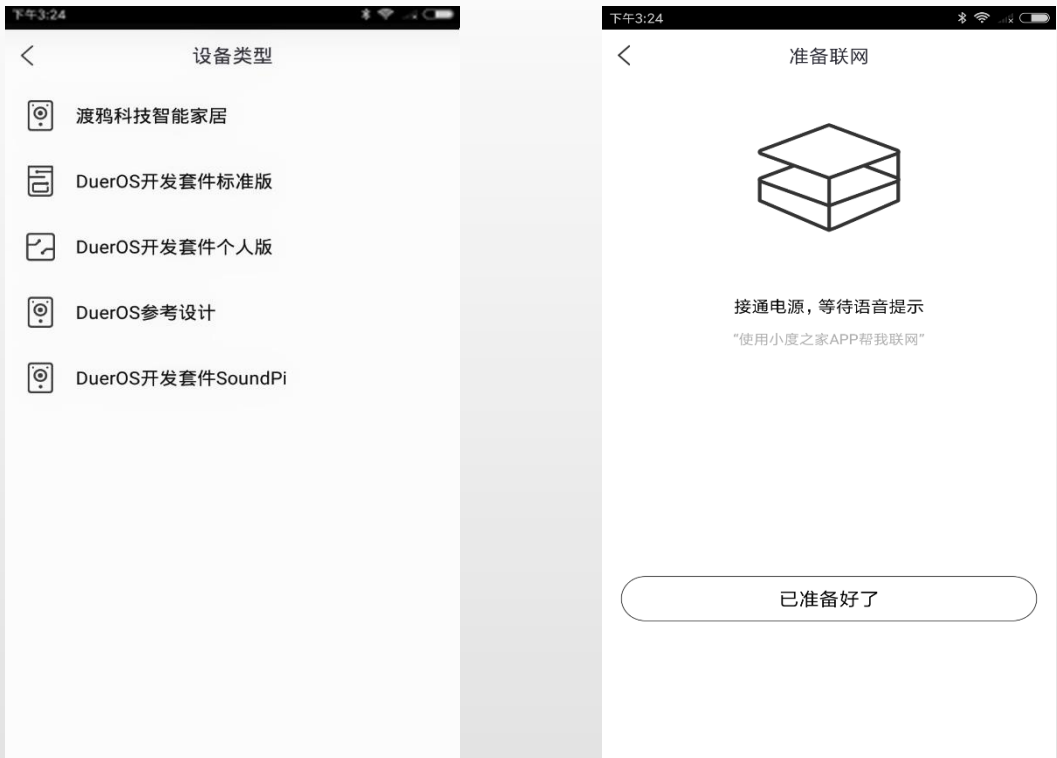 下午3:24
设备类型
渡鸦科技智能家居
DuerOS开发套件标准版
DuerOS开发套件个人版
DuerOS参考设计
DuerOS开发套件SoundPi
下午3:24
准备联网
接通电源，等待语音提示
“使用小度之家APP帮我联网”
已准备好了